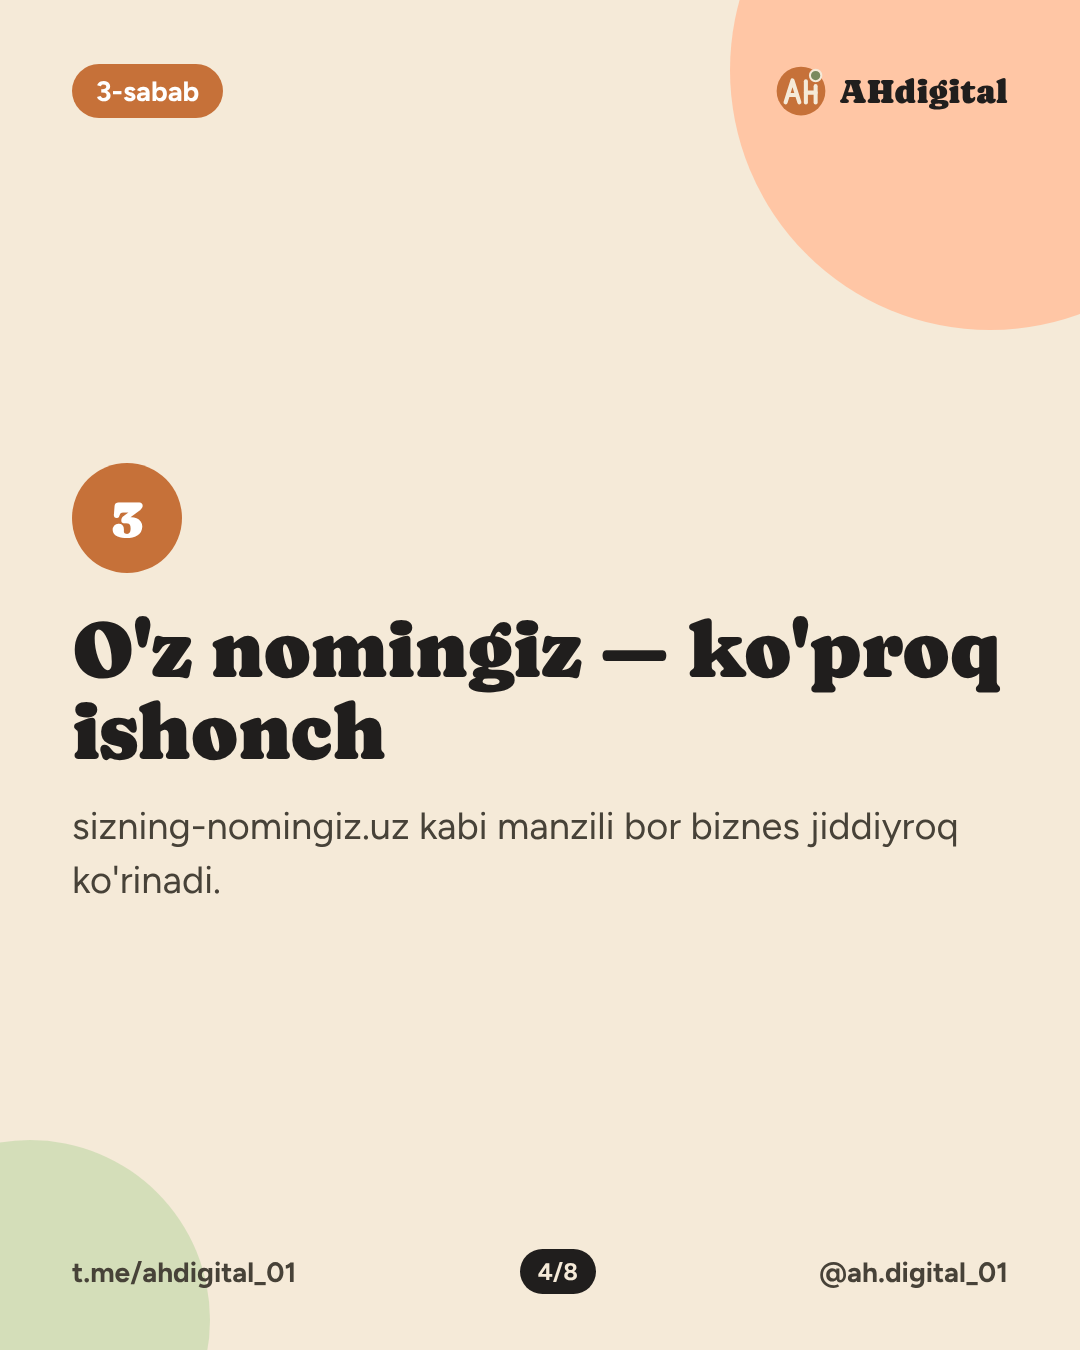 3-sabab
AH AHdigital
3
O'z nomingiz — ko'proq
ishonch
sizning-nomingiz.uz kabi manzili bor biznes jiddiyroq
ko'rinadi.
t.me/ahdigital_01
4/8
@ah.digital_01